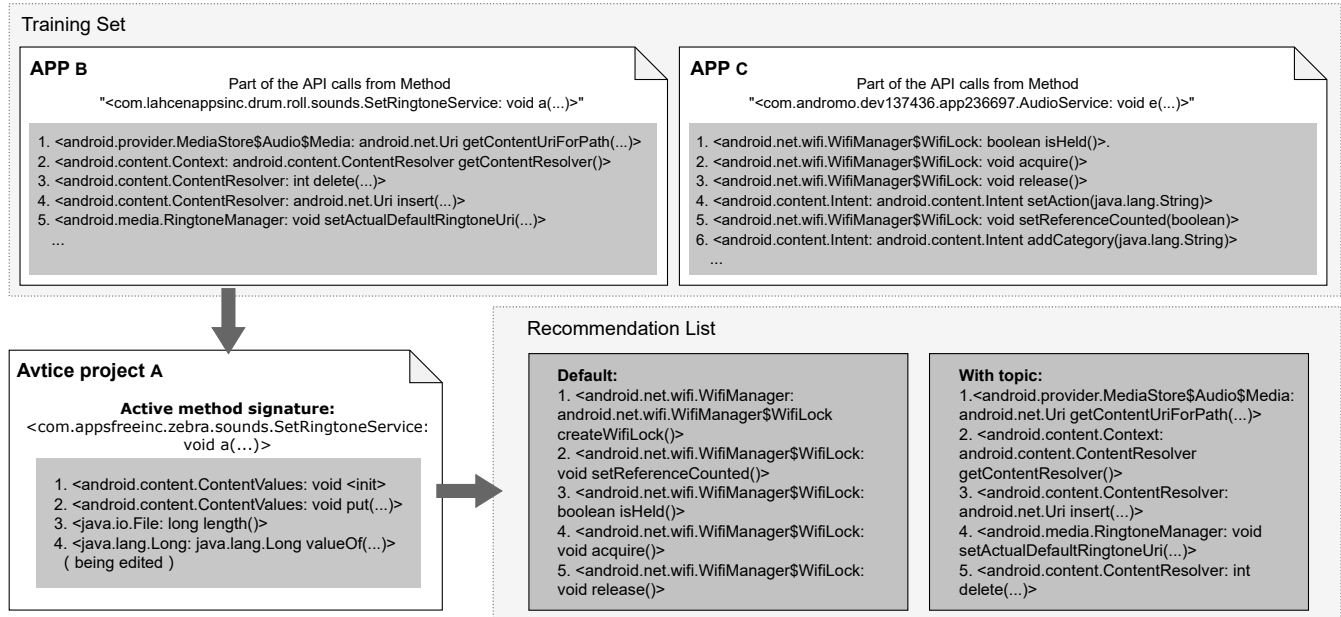 Training Set
APP B
Part of the API calls from Method
"<com.lahcenappsinc.drum.roll.sounds.SetRingtoneService: void a(...)>"
1. <android.provider.MediaStore$Audio$Media: android.net.Uri getContentUriForPath(...)>
2. <android.content.Context: android.content.ContentResolver getContentResolver()>
3. <android.content.ContentResolver: int delete(...)>
4. <android.content.ContentResolver: android.net.Uri insert(...)>
5. <android.media.RingtoneManager: void setActualDefaultRingtoneUri(...)>
...
APP C
Part of the API calls from Method
"<com.andromo.dev137436.app236697.AudioService: void e(...)>"
1. <android.net.wifi.WifiManager$WifiLock: boolean isHeld()>.
2. <android.net.wifi.WifiManager$WifiLock: void acquire()>
3. <android.net.wifi.WifiManager$WifiLock: void release()>
4. <android.content.Intent: android.content.Intent setAction(java.lang.String)>
5. <android.net.wifi.WifiManager$WifiLock: void setReferenceCounted(boolean)>
6. <android.content.Intent: android.content.Intent addCategory(java.lang.String)>
...
Avtice project A
Active method signature:
<com.appsfreeinc.zebra.sounds.SetRingtoneService:
void a(...)>
1. <android.content.ContentValues: void <init>
2. <android.content.ContentValues: void put(...)>
3. <java.io.File: long length()>
4. <java.lang.Long: java.lang.Long valueOf(...)>
( being edited )
Recommendation List
Default:
1. <android.net.wifi.WifiManager:
android.net.wifi.WifiManager$WifiLock
createWifiLock()>
2. <android.net.wifi.WifiManager$WifiLock:
void setReferenceCounted()>
3. <android.net.wifi.WifiManager$WifiLock:
boolean isHeld()>
4. <android.net.wifi.WifiManager$WifiLock:
void acquire()>
5. <android.net.wifi.WifiManager$WifiLock:
void release()>
With topic:
1.<android.provider.MediaStore$Audio$Media:
android.net.Uri getContentUriForPath(...)>
2. <android.content.Context:
android.content.ContentResolver
getContentResolver()>
3. <android.content.ContentResolver:
android.net.Uri insert(...)>
4. <android.media.RingtoneManager: void
setActualDefaultRingtoneUri(...)>
5. <android.content.ContentResolver: int
delete(...)>